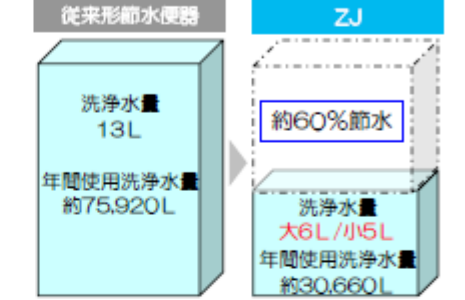 従来形節水便器
ZJ
洗浄水量
13L
年間使用洗浄水量
約75,920L
約60%節水
洗浄水量
大6L/小5L
年間使用洗浄水量
約30,660L